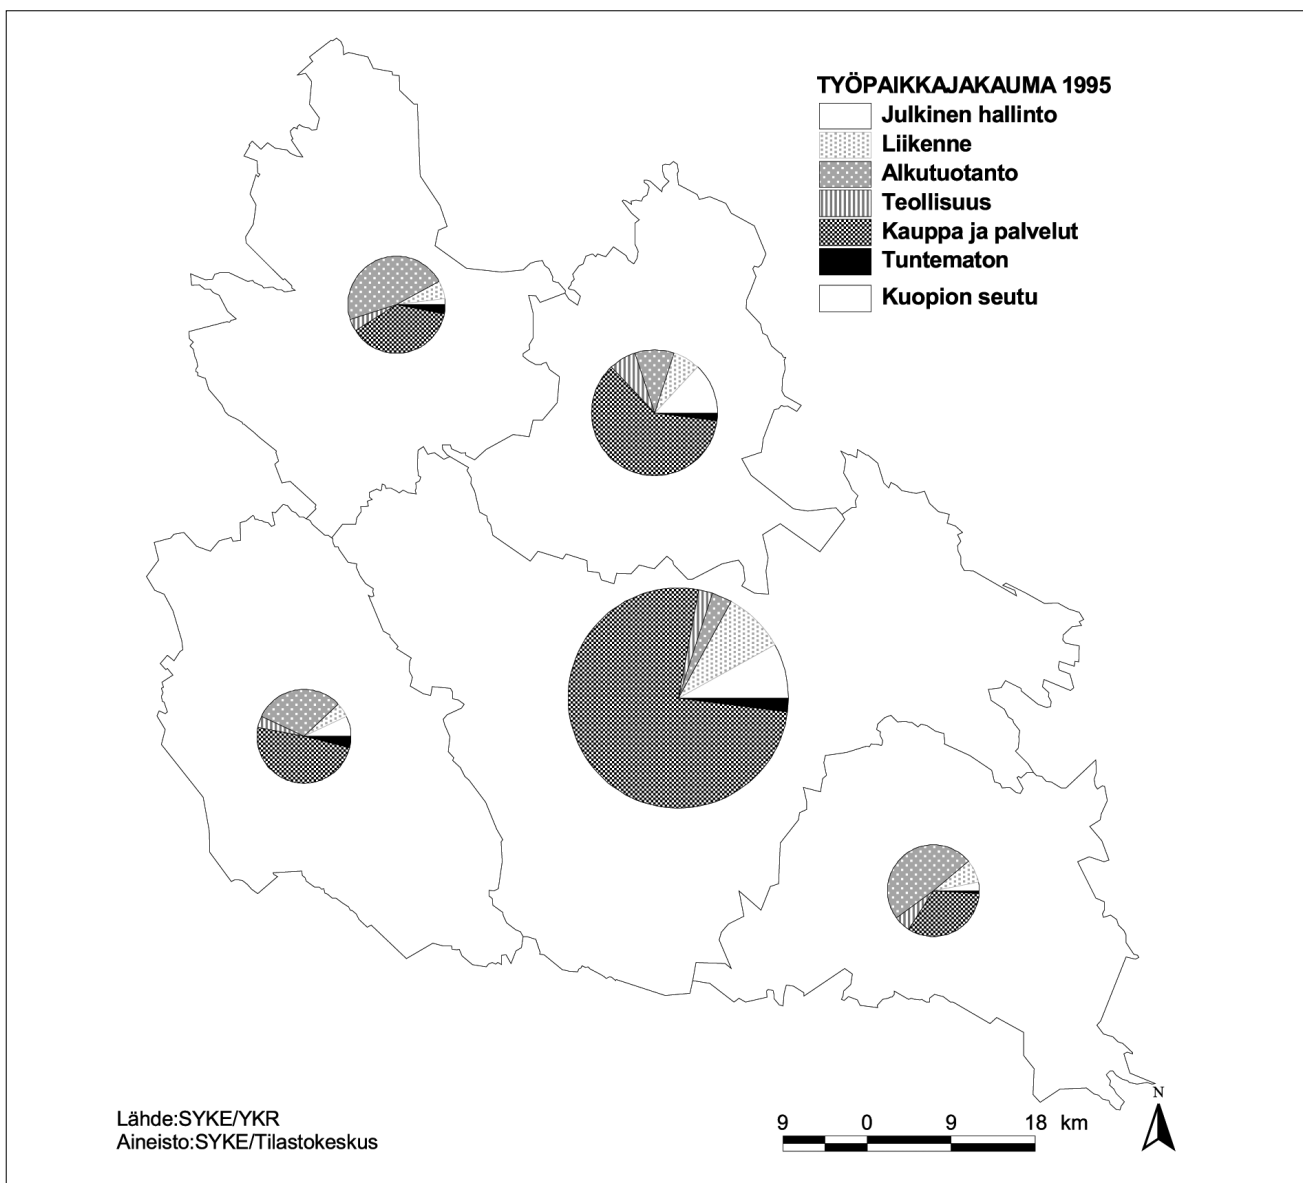 TYÖPAIKKAJAKAUMA 1995
Julkinen hallinto
Liikenne
Alkutuotanto
Teollisuus
Kauppa ja palvelut
Tuntematon
Kuopion seutu
Lähde:SYKE/YKR
Aineisto:SYKE/Tilastokeskus
9 0 9 18 km
N